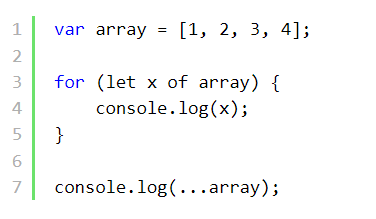 1 var array = [1, 2, 3, 4];
2
3 for (let x of array) {
4     console.log(x);
5 }
6
7 console.log(...array);